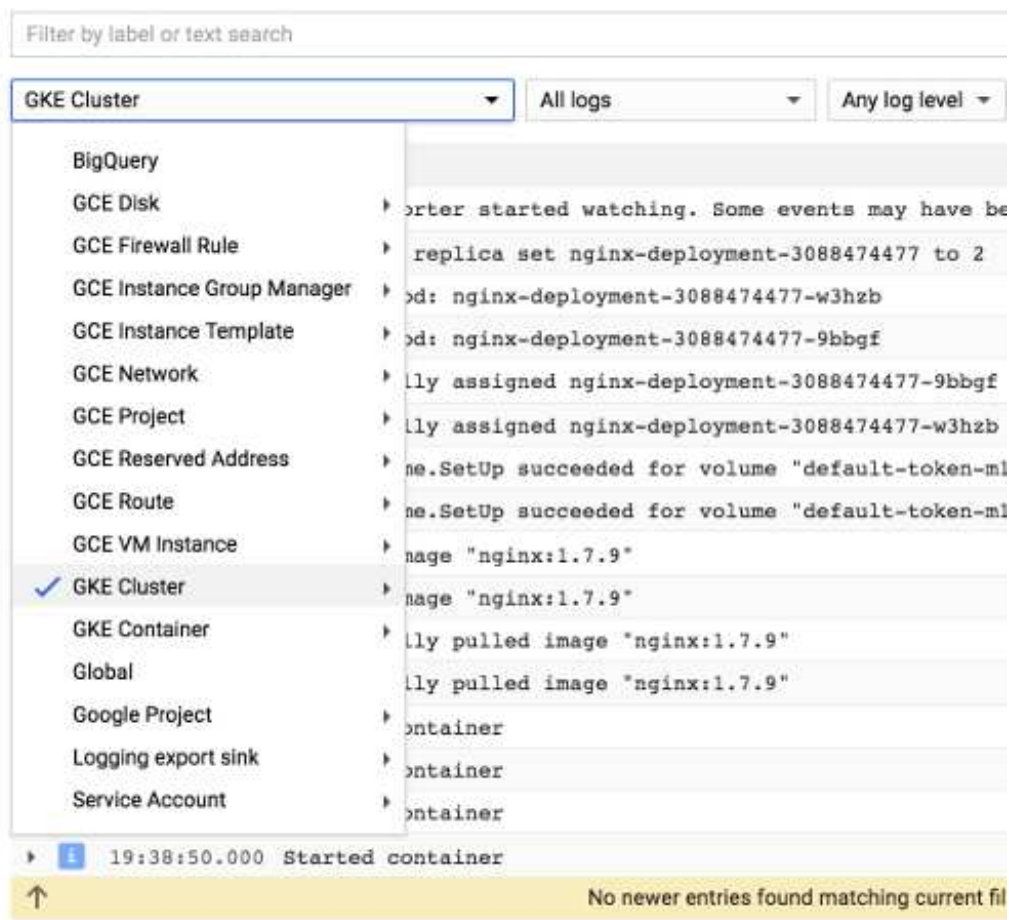 Filter by label or text search
GKE Cluster All logs Any log level
BigQuery
GCE Disk orter started watching. Some events may have be
GCE Firewall Rule replica set nginx-deployment-3088474477 to 2
GCE Instance Group Manager od: nginx-deployment-3088474477-w3hzb
GCE Instance Template od: nginx-deployment-3088474477-9bbgf
GCE Network lly assigned nginx-deployment-3088474477-9bbgf
GCE Project lly assigned nginx-deployment-3088474477-w3hzb
GCE Reserved Address me.SetUp succeeded for volume "default-token-m1
GCE Route me.SetUp succeeded for volume "default-token-m1
GCE VM Instance mage "nginx:1.7.9"
GKE Cluster mage "nginx:1.7.9"
GKE Container lly pulled image "nginx:1.7.9"
Global lly pulled image "nginx:1.7.9"
Google Project ontainer
Logging export sink ontainer
Service Account ontainer
i 19:38:50.000 Started container
No newer entries found matching current fil